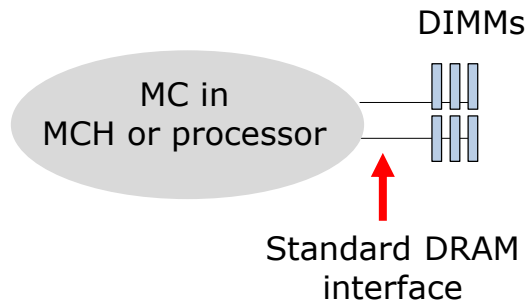 DIMMs
MC in
MCH or processor
Standard DRAM
interface